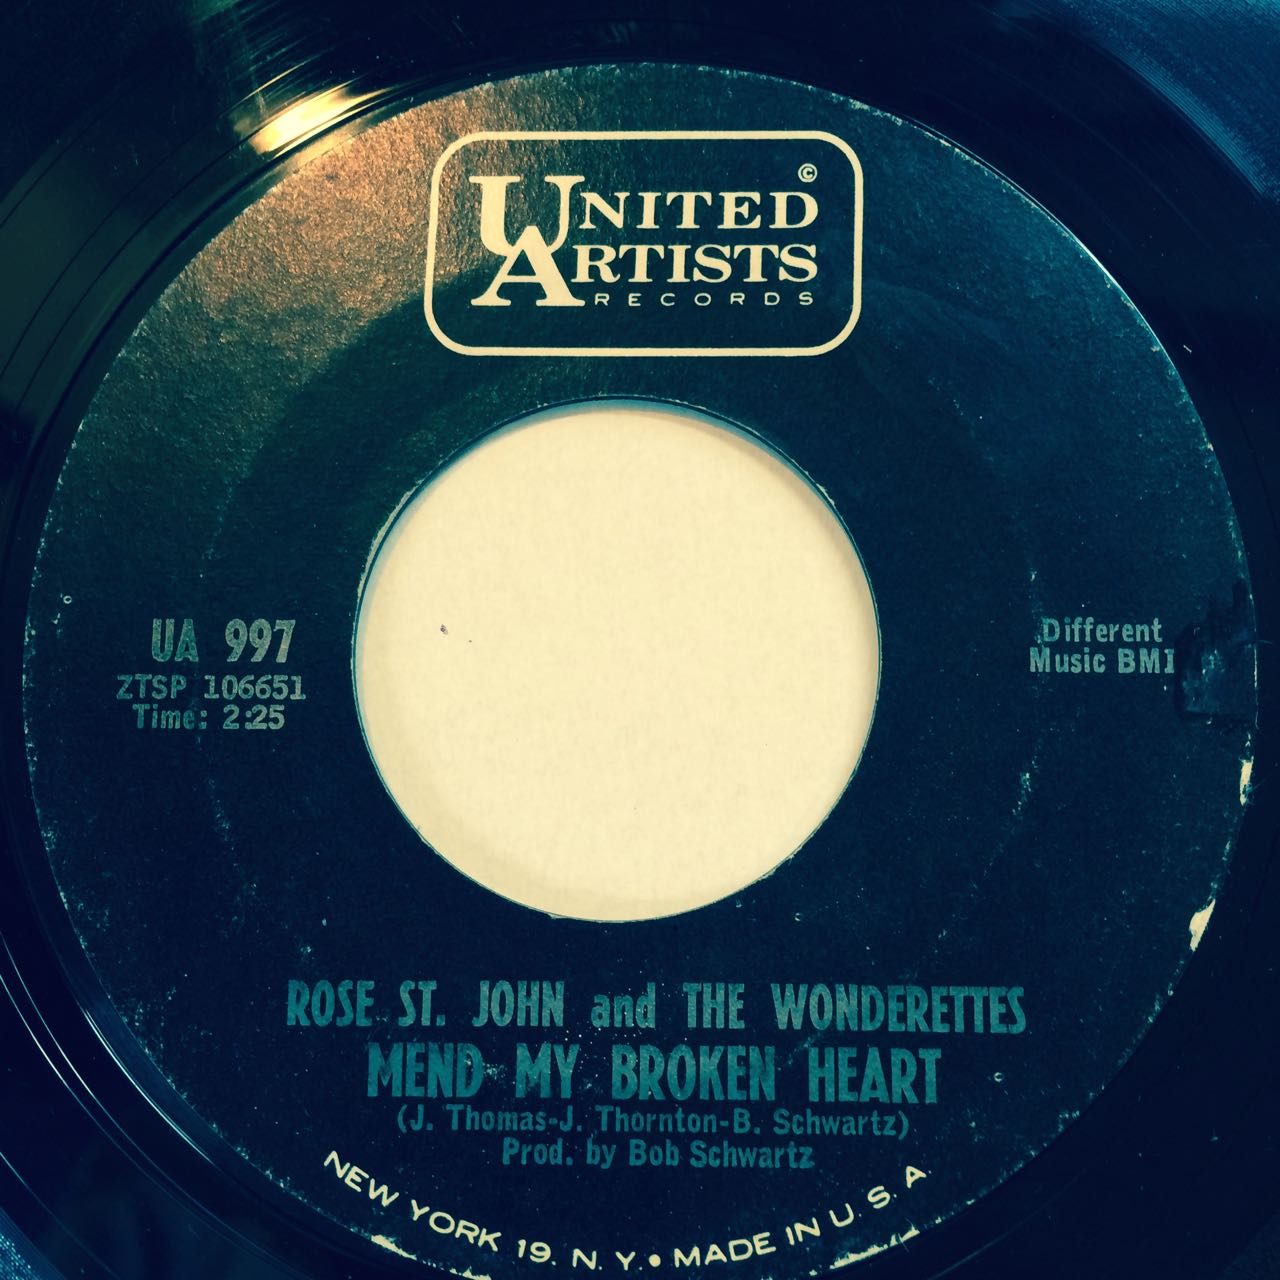 ©
UNITED
ARTISTS
RECORDS
UA 997
ZTSP 106651
Time: 2:25
Different
Music BMI
ROSE ST. JOHN and THE WONDERETTES
MEND MY BROKEN HEART
(J. Thomas-J. Thornton-B. Schwartz)
Prod. by Bob Schwartz
NEW YORK 19. N. Y. • MADE IN U. S. A.